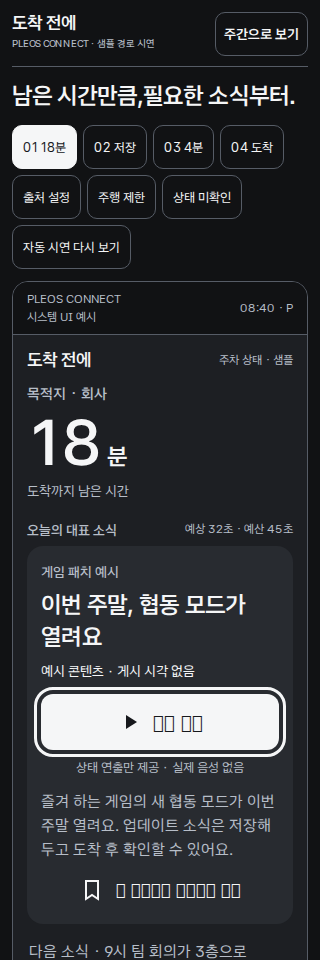 도착 전에
PLEOS CONNECT · 샘플 경로 시연
주간으로 보기
남은 시간만큼,필요한 소식부터.
01 18분
02 저장
03 4분
04 도착
출처 설정
주행 제한
상태 미확인
자동 시연 다시 보기
PLEOS CONNECT
시스템 UI 예시
08:40 · P
도착 전에
주차 상태 · 샘플
목적지 · 회사
18 분
도착까지 남은 시간
오늘의 대표 소식
예상 32초 · 예산 45초
게임 패치 예시
이번 주말, 협동 모드가
열려요
예시 콘텐츠 · 게시 시각 없음
상태 연출만 제공 · 실제 음성 없음
즐겨 하는 게임의 새 협동 모드가 이번
주말 열려요. 업데이트 소식은 저장해
두고 도착 후 확인할 수 있어요.
다음 소식 · 9시 팀 회의가 3층으로